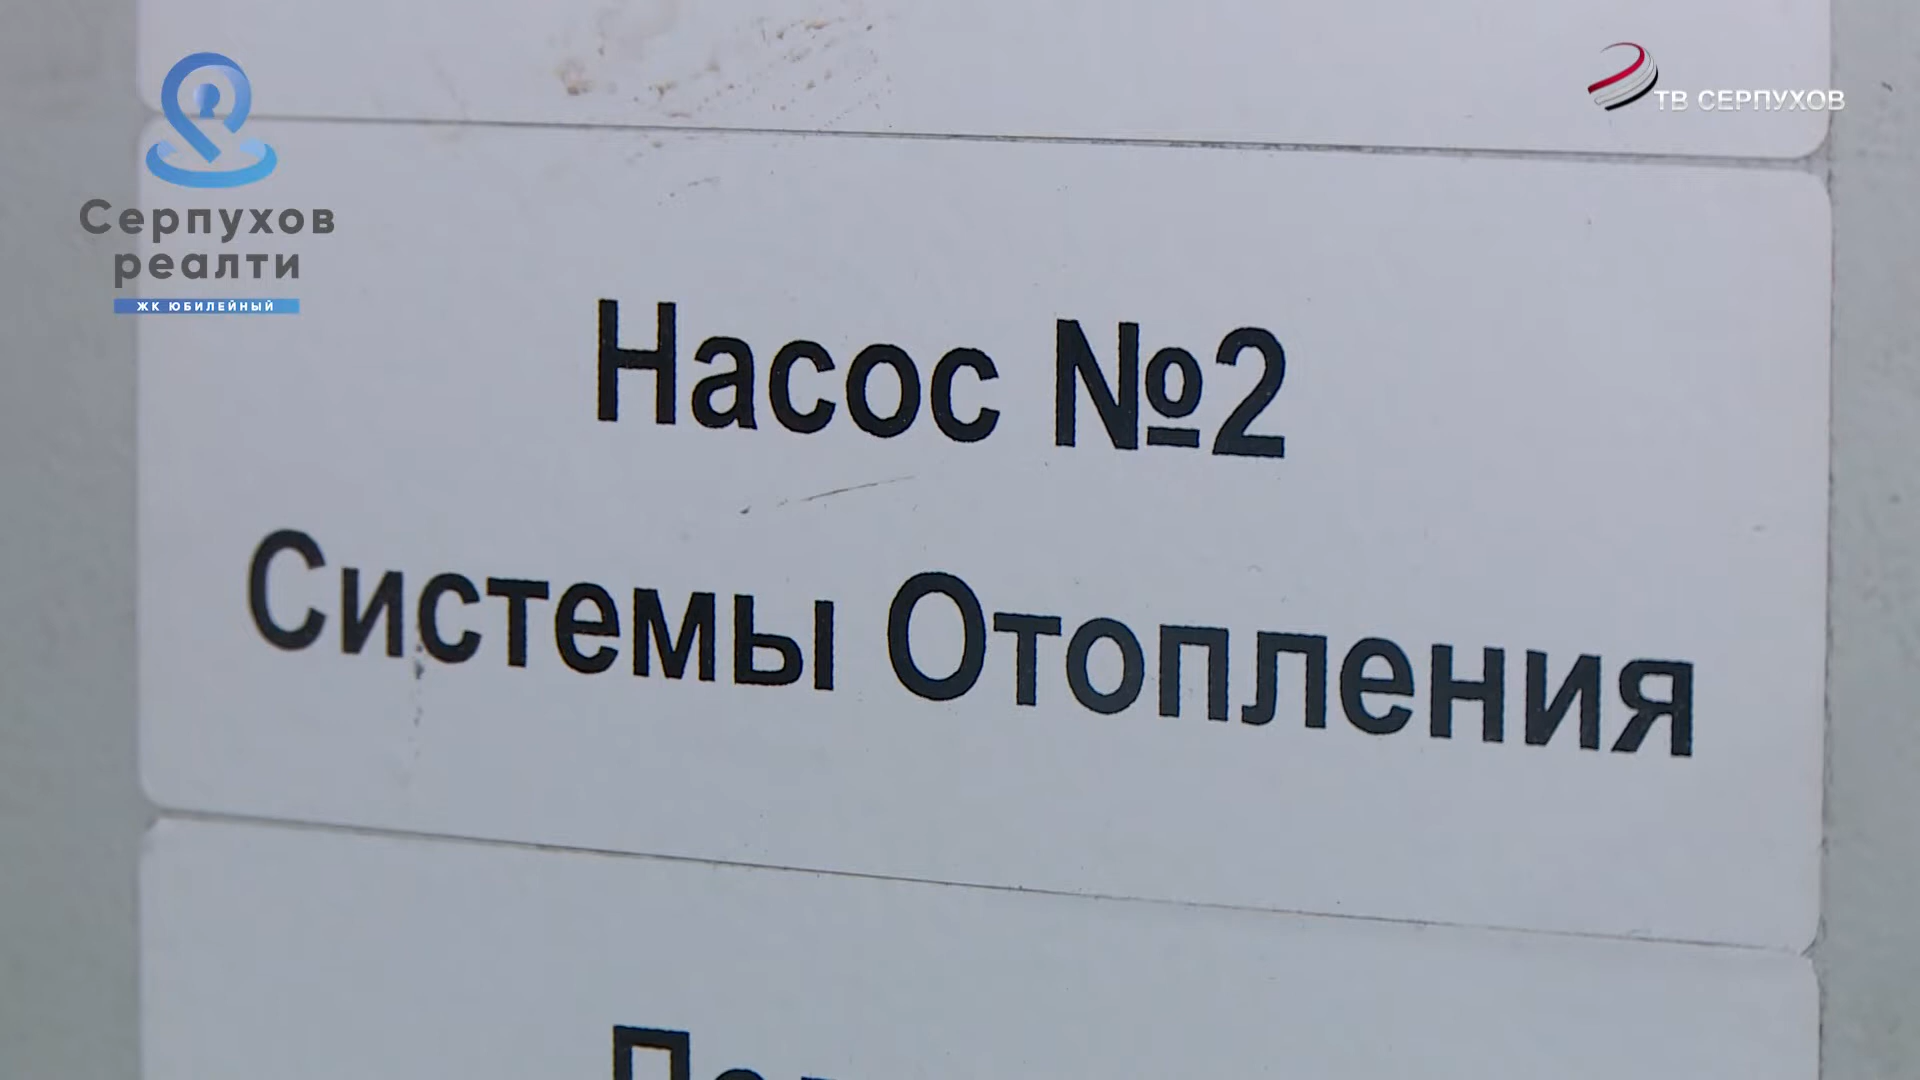 ТВ СЕРПУХОВ
Серпухов
реалти
ЖК ЮБИЛЕЙНЫЙ
Насос №2
Системы Отопления